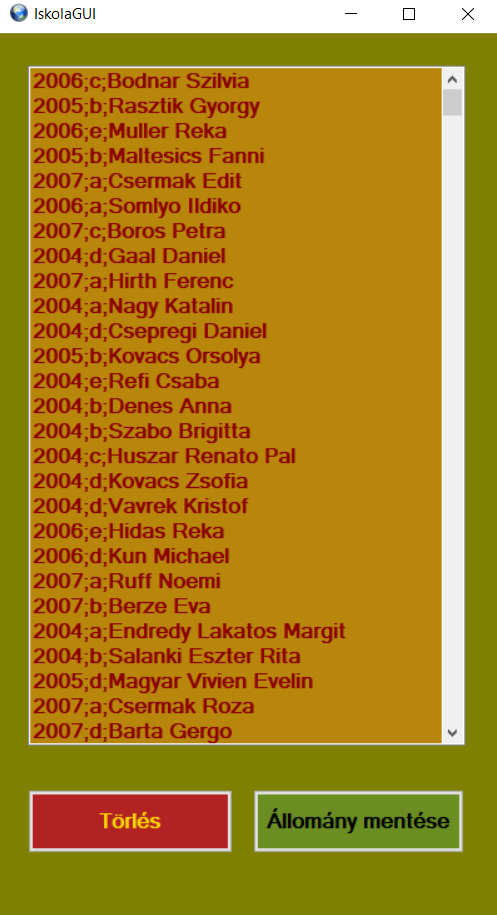 IskolaGUI
2006;c;Bodnar Szilvia
2005;b;Rasztik Gyorgy
2006;e;Muller Reka
2005;b;Maltesics Fanni
2007;a;Csermak Edit
2006;a;Somlyo Ildiko
2007;c;Boros Petra
2004;d;Gaal Daniel
2007;a;Hirth Ferenc
2004;a;Nagy Katalin
2004;d;Csepregi Daniel
2005;b;Kovacs Orsolya
2004;e;Refi Csaba
2004;b;Denes Anna
2004;b;Szabo Brigitta
2004;c;Huszar Renato Pal
2004;d;Kovacs Zsofia
2004;d;Vavrek Kristof
2006;e;Hidas Reka
2006;d;Kun Michael
2007;a;Ruff Noemi
2007;b;Berze Eva
2004;a;Endredy Lakatos Margit
2004;b;Salanki Eszter Rita
2005;d;Magyar Vivien Evelin
2007;a;Csermak Roza
2007;d;Barta Gergo
Törlés
Állomány mentése